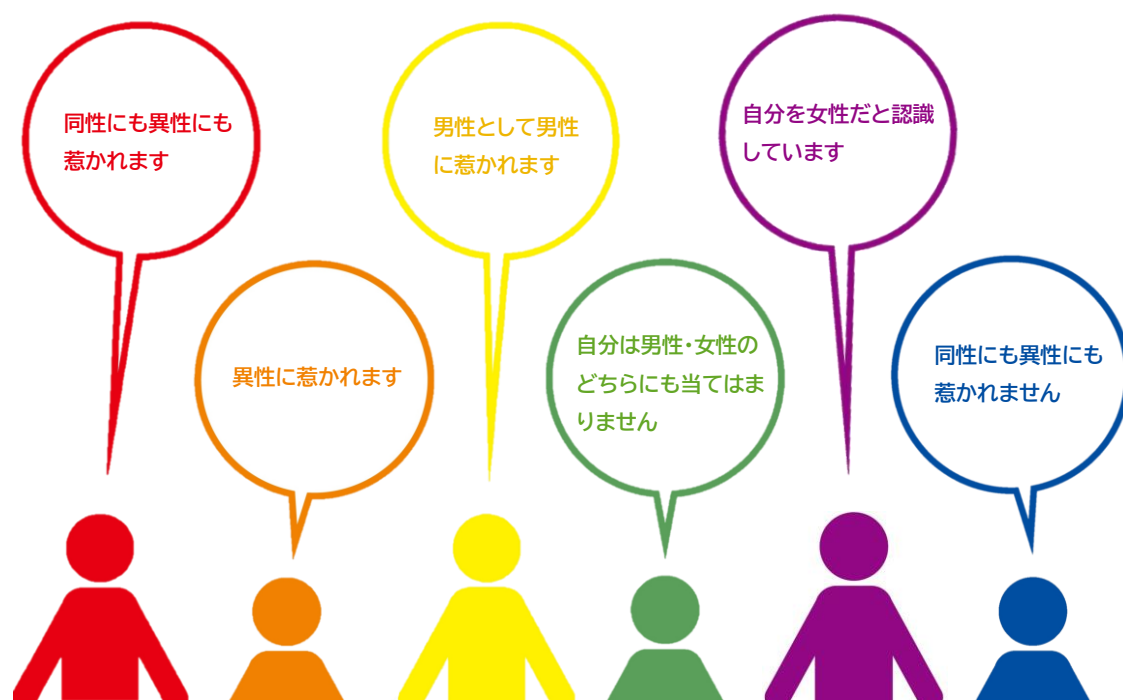 同性にも異性にも
惹かれます
異性に惹かれます
男性として男性
に惹かれます
自分は男性・女性の
どちらにも当てはま
りません
自分を女性だと認識
しています
同性にも異性にも
惹かれません